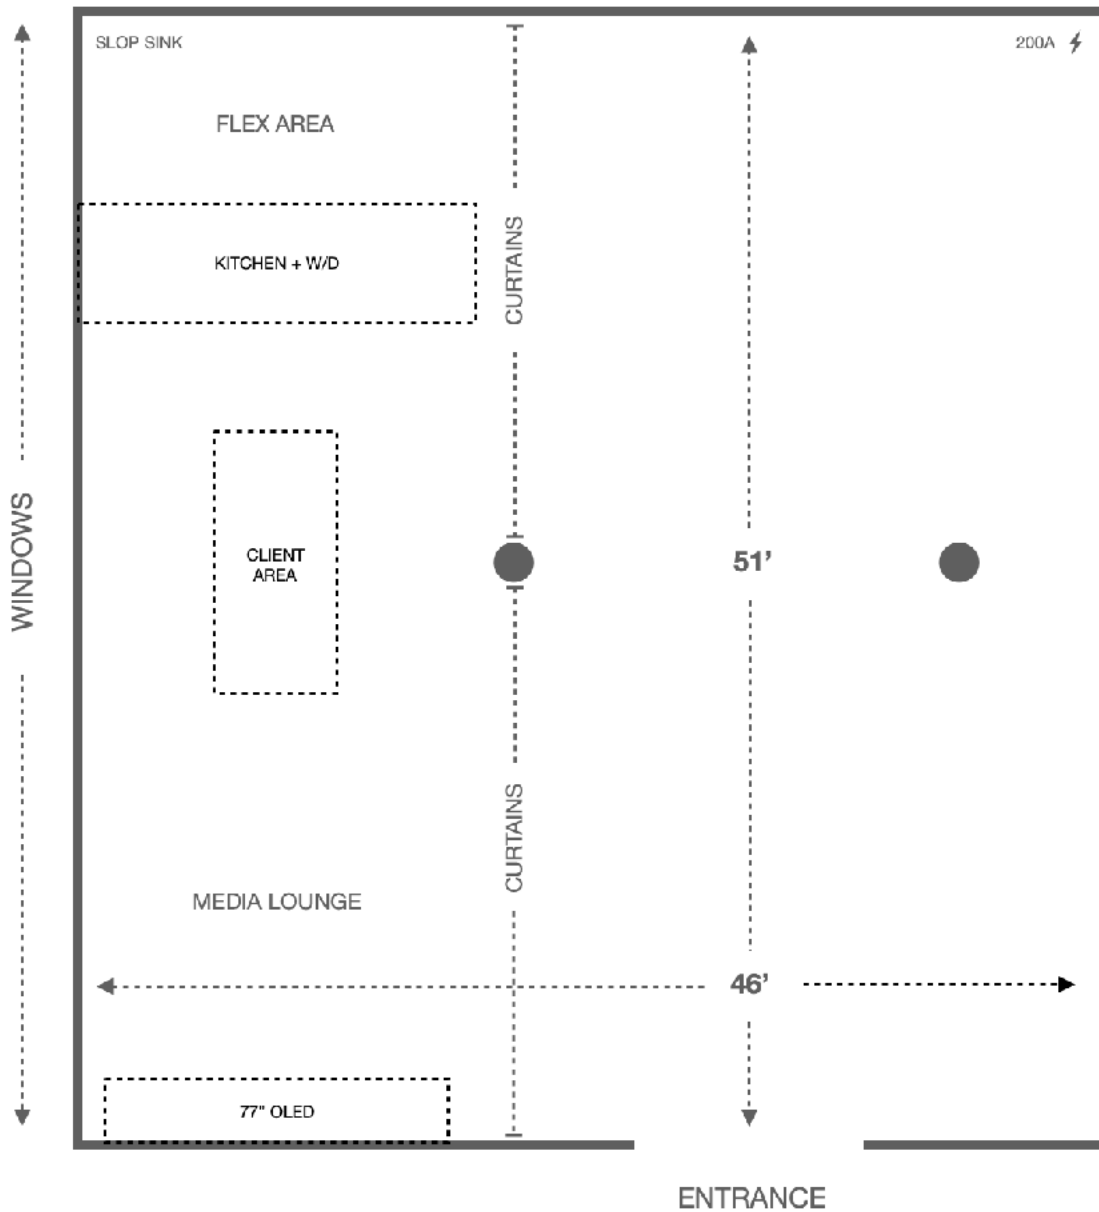 SLOP SINK
200A
FLEX AREA
CURTAINS
KITCHEN + W/D
WINDOWS
CLIENT
AREA
51’
CURTAINS
MEDIA LOUNGE
46’
77" OLED
ENTRANCE